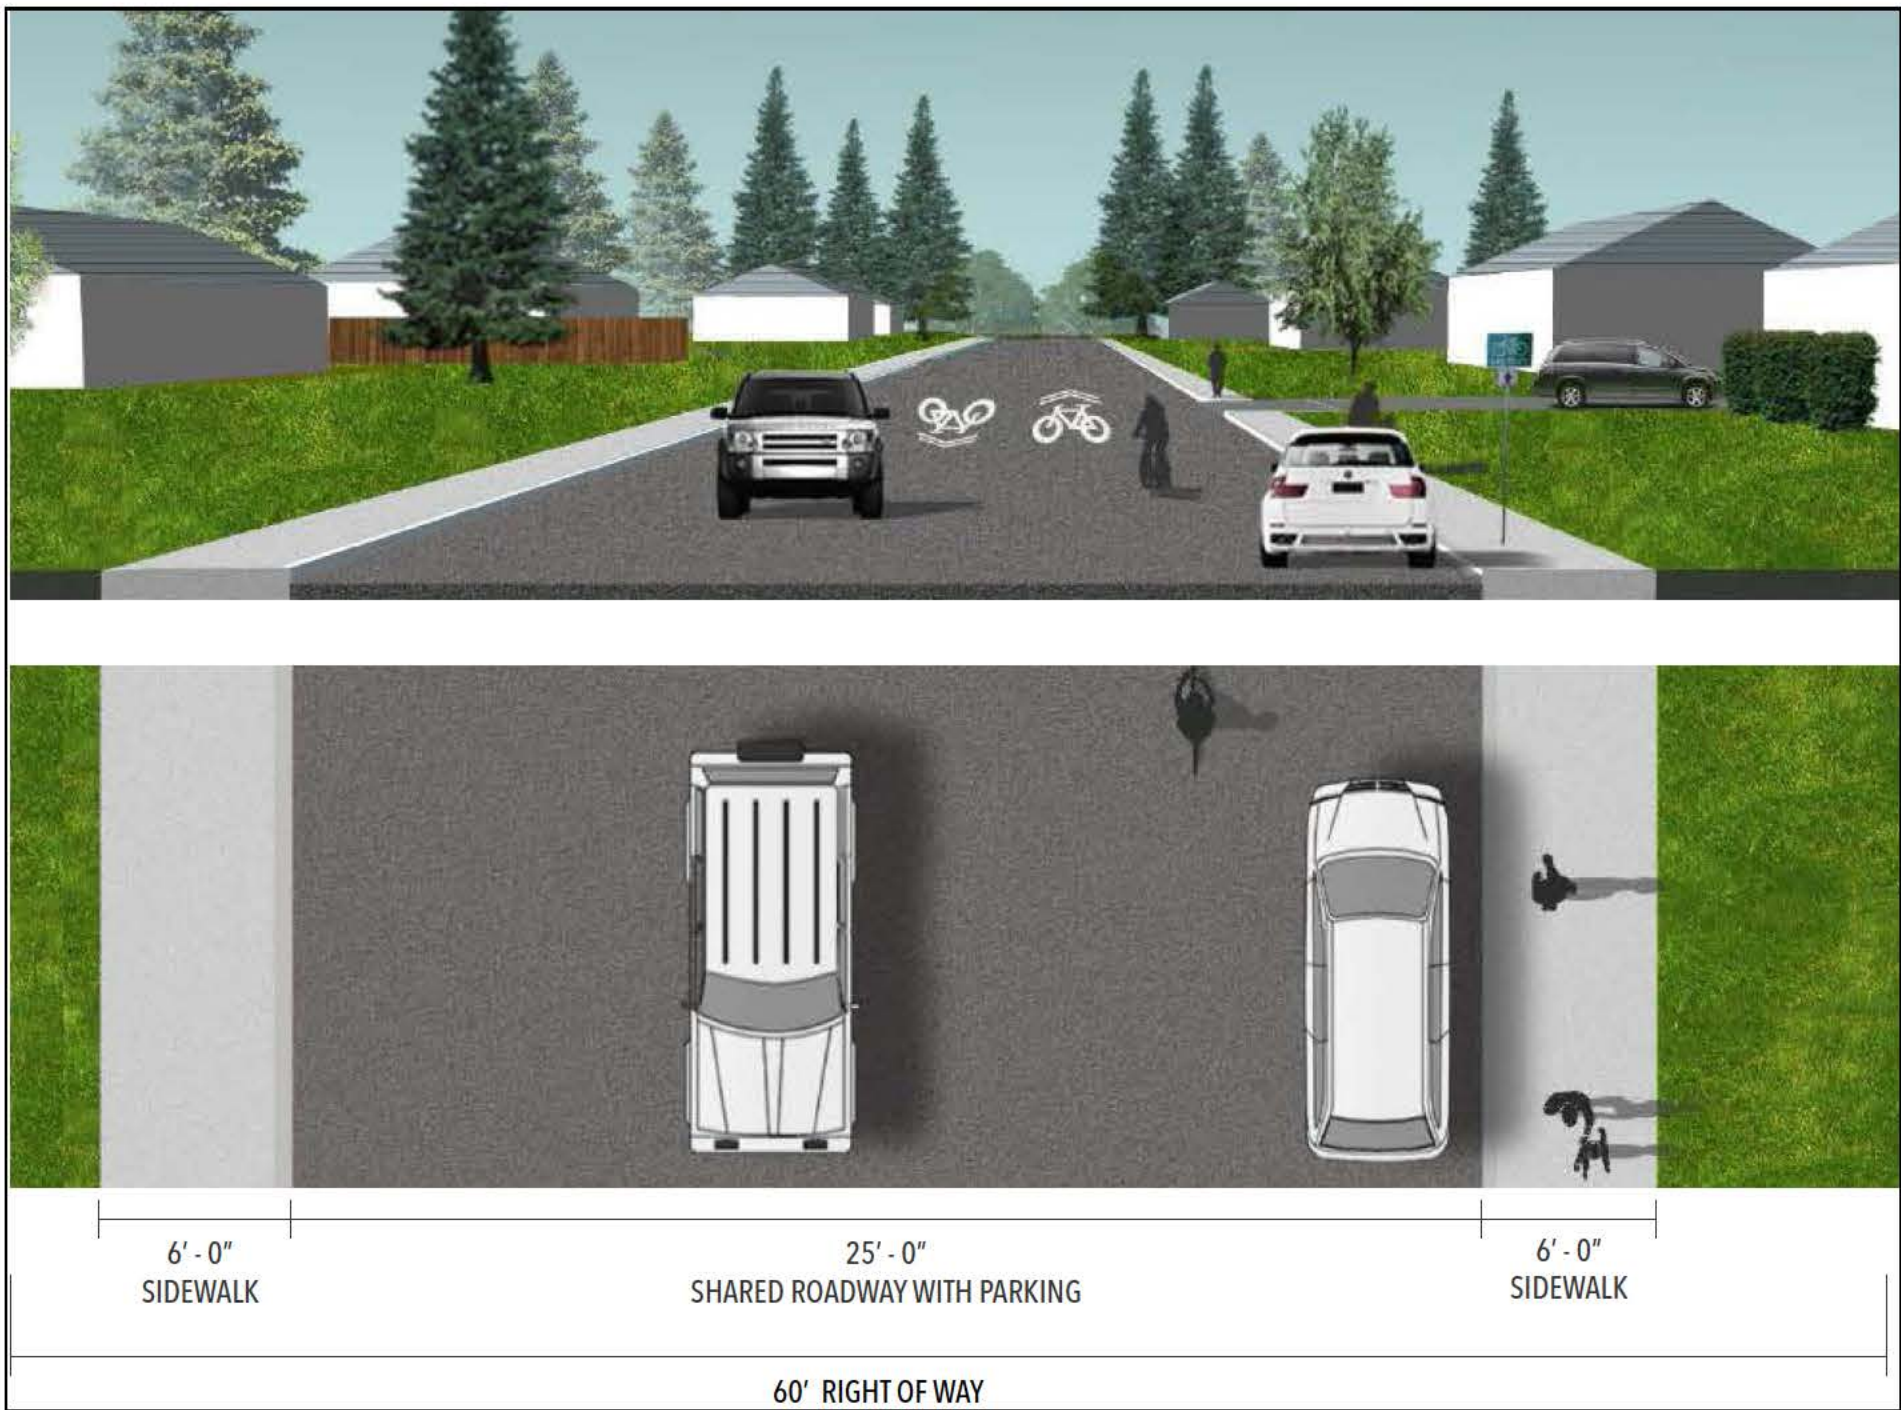 6' - 0"
SIDEWALK
25' - 0"
SHARED ROADWAY WITH PARKING
6' - 0"
SIDEWALK
60' RIGHT OF WAY